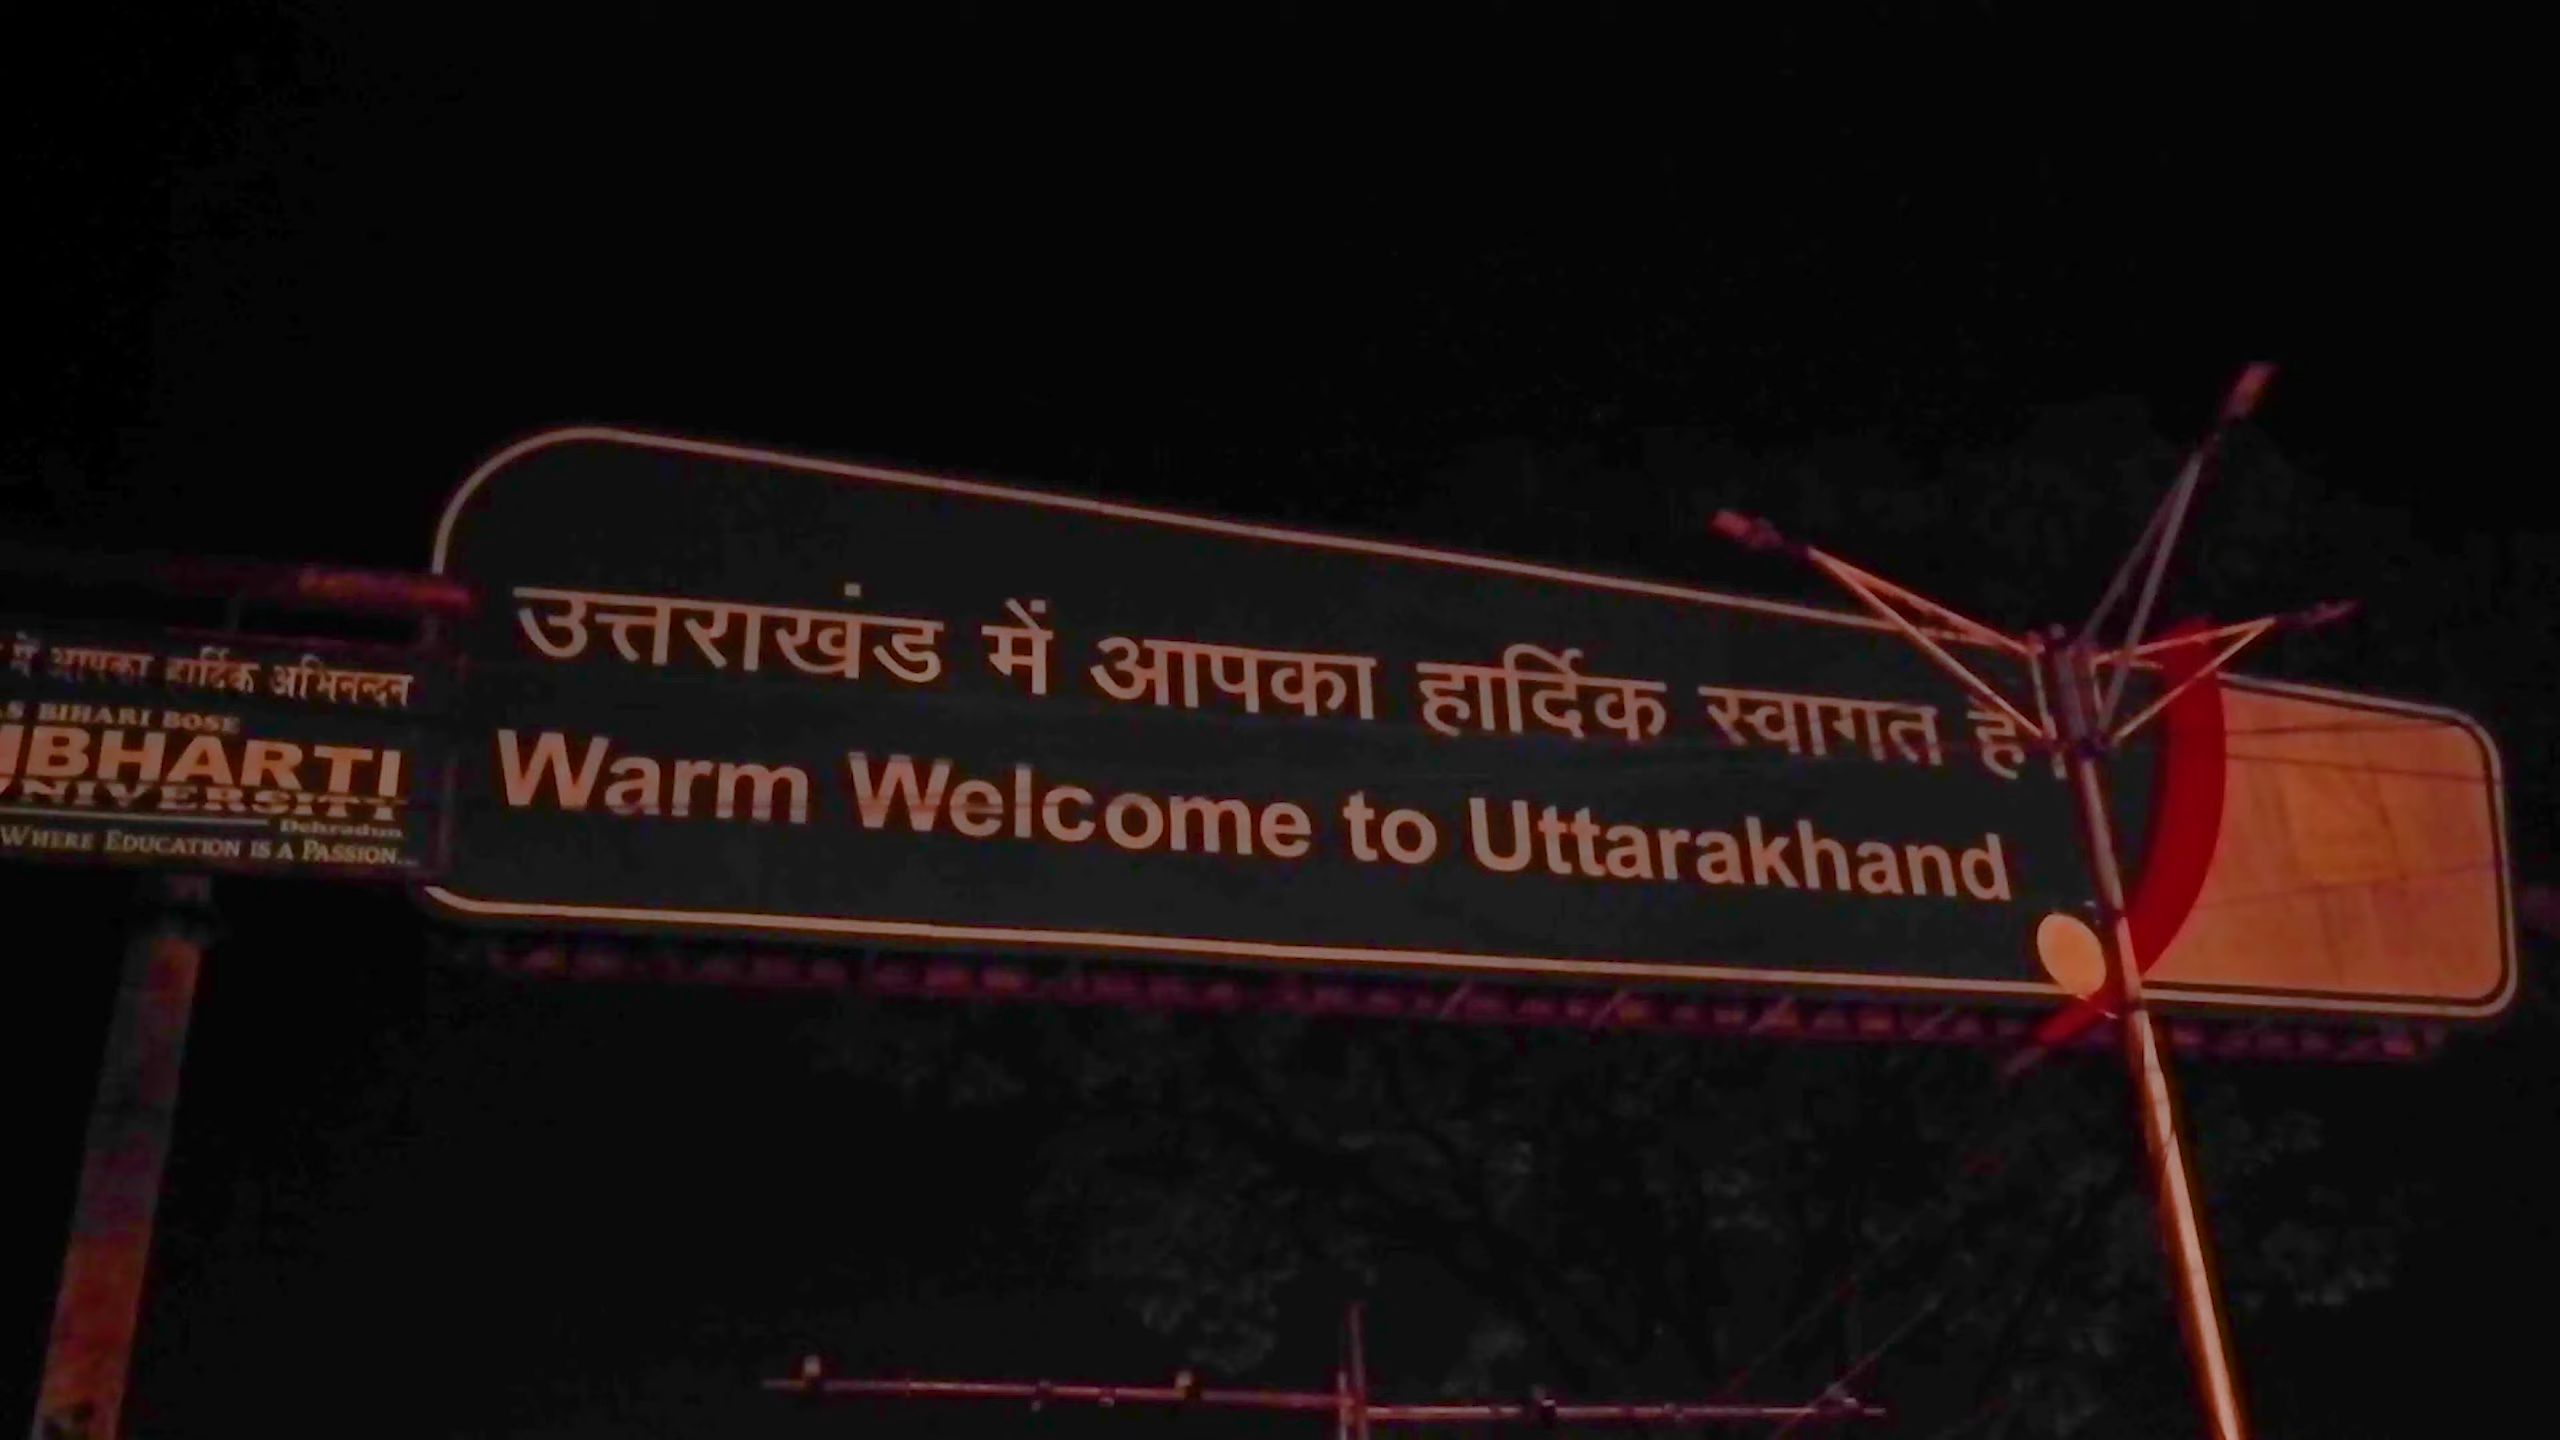 में आपका हार्दिक अभिनन्दन
BIHARI BOSE
BHARTI
UNIVERSITY
Dehradun
WHERE EDUCATION IS A PASSION...
उत्तराखंड में आपका हार्दिक स्वागत है।
Warm Welcome to Uttarakhand